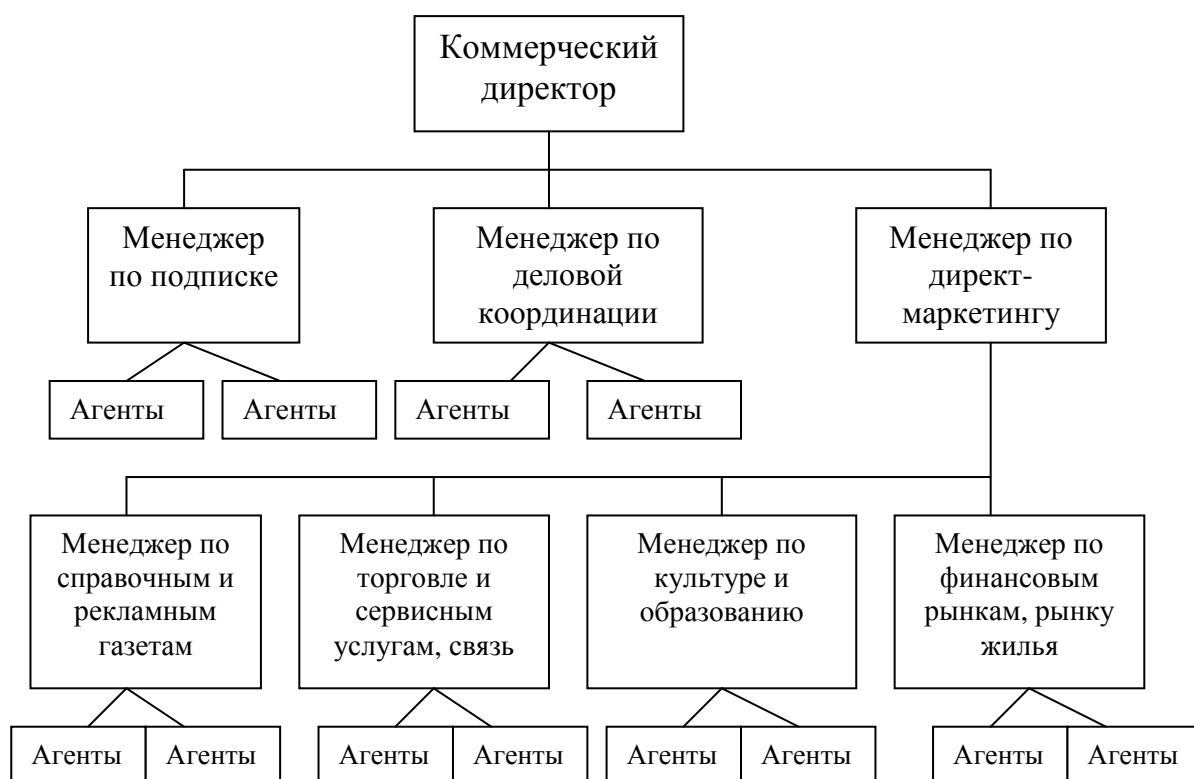 Коммерческий
директор
Менеджер
по подписке
Менеджер по
деловой
координации
Менеджер по
директ-
маркетингу
Агенты
Агенты
Агенты
Агенты
Менеджер по
справочным и
рекламным
газетам
Менеджер по
торговле и
сервисным
услугам, связь
Менеджер по
культуре и
образованию
Менеджер по
финансовым
рынкам, рынку
жилья
Агенты
Агенты
Агенты
Агенты
Агенты
Агенты
Агенты
Агенты